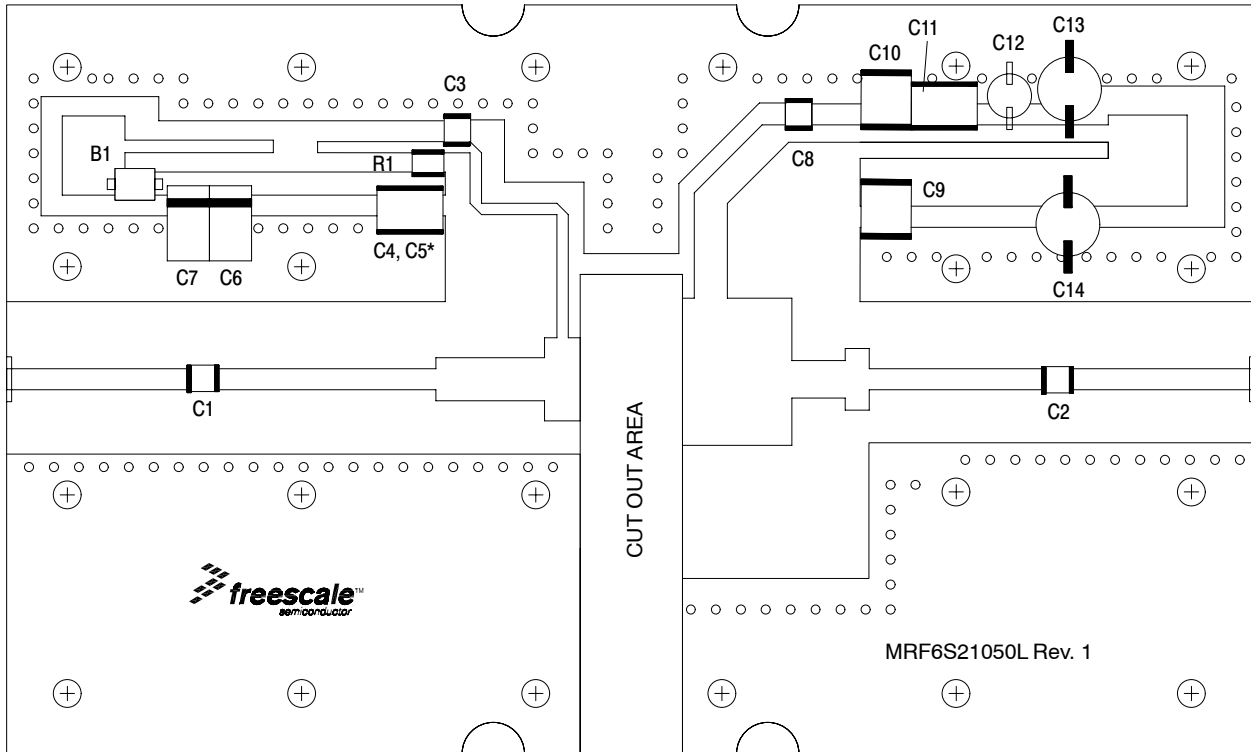 C11
C13
C12
C10
C3
B1
R1
C8
C9
C4, C5*
C7
C6
C14
C1
C2
CUT OUT AREA
freescale™
semiconductor
MRF6S21050L Rev. 1